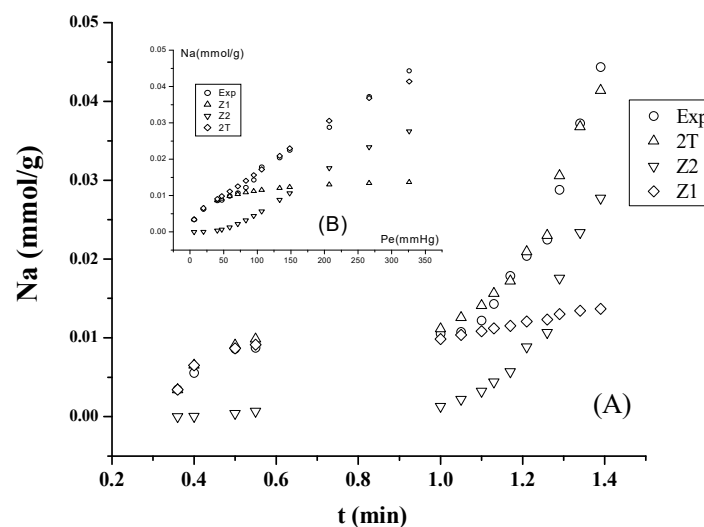 Na(mmol/g)
0.05
0.04
0.03
0.02
0.01
0.00
0 50 100 150 200 250 300 350
Exp
Z1
Z2
2T
(B)
Pe(mmHg)
0.05
0.04
0.03
0.02
0.01
0.00
Na (mmol/g)
Exp
2T
Z2
Z1
(A)
0.2 0.4 0.6 0.8 1.0 1.2 1.4
t (min)